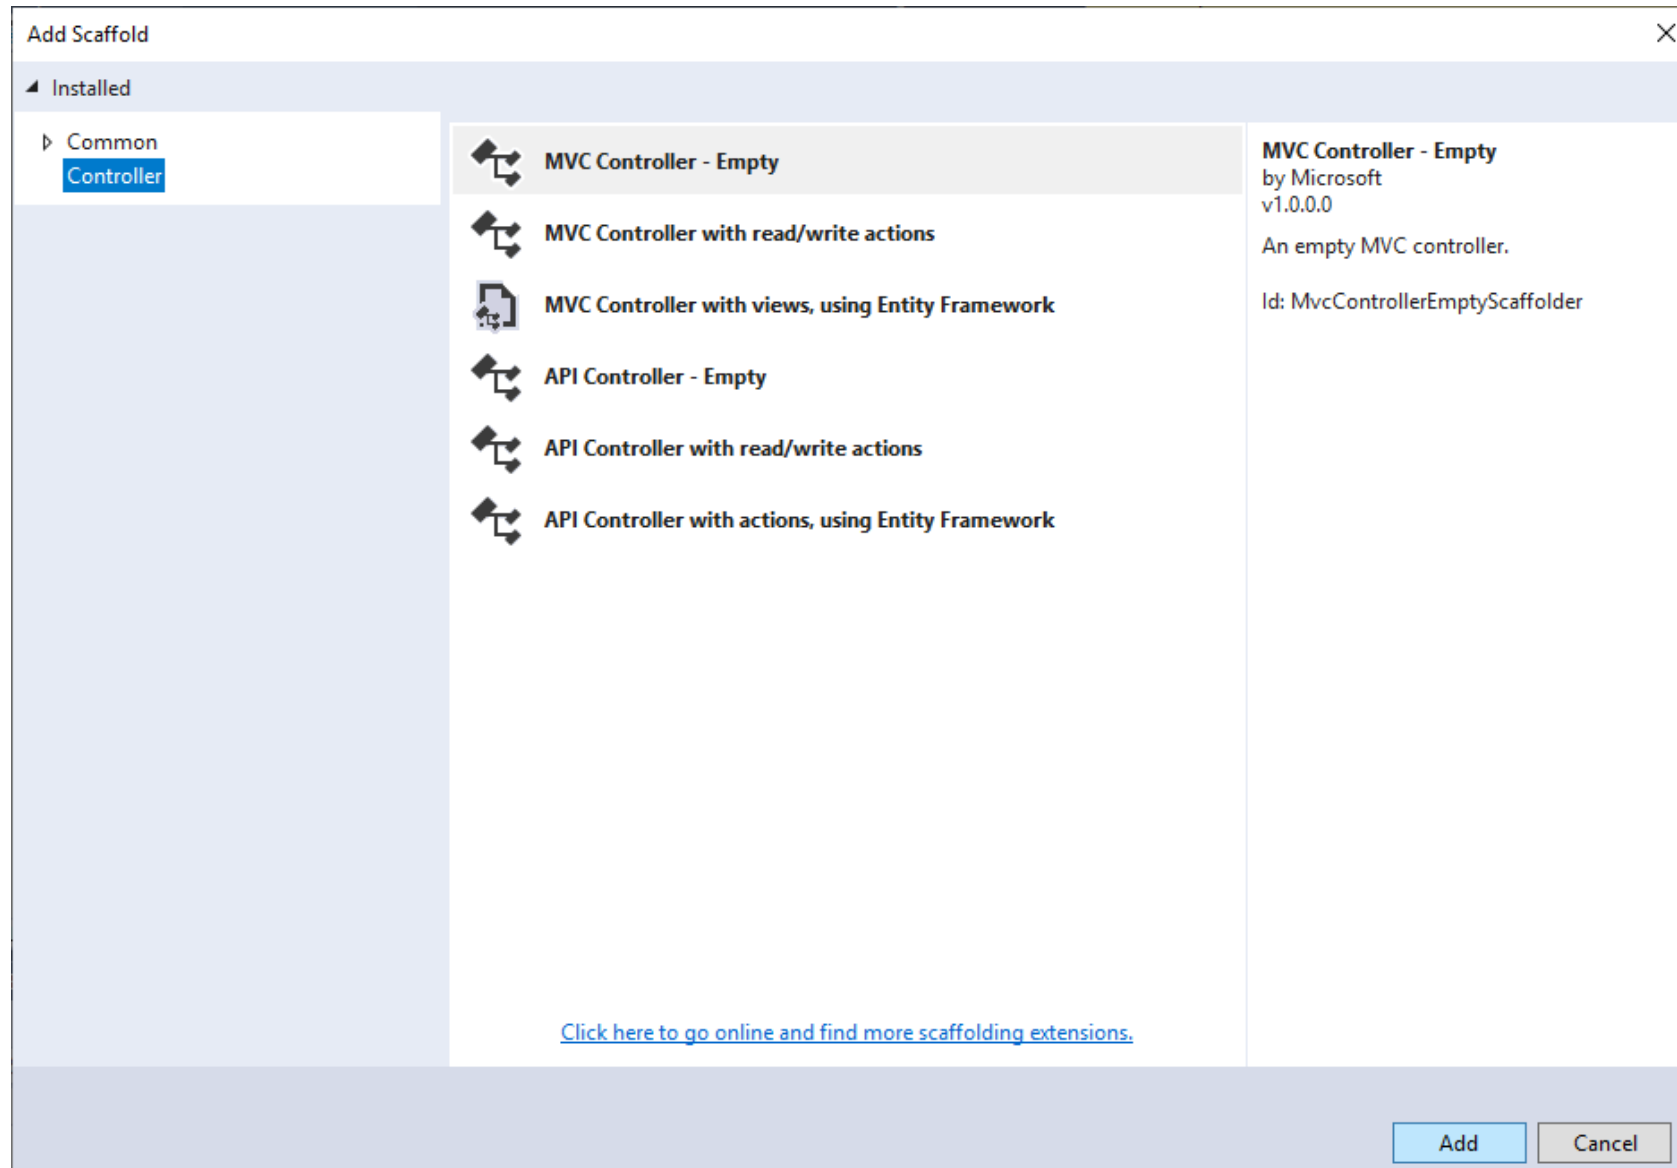 Add Scaffold
Installed
Common
Controller
MVC Controller - Empty
MVC Controller with read/write actions
MVC Controller with views, using Entity Framework
API Controller - Empty
API Controller with read/write actions
API Controller with actions, using Entity Framework
Click here to go online and find more scaffolding extensions.
MVC Controller - Empty
by Microsoft
v1.0.0.0
An empty MVC controller.
Id: MvcControllerEmptyScaffolder
Add
Cancel